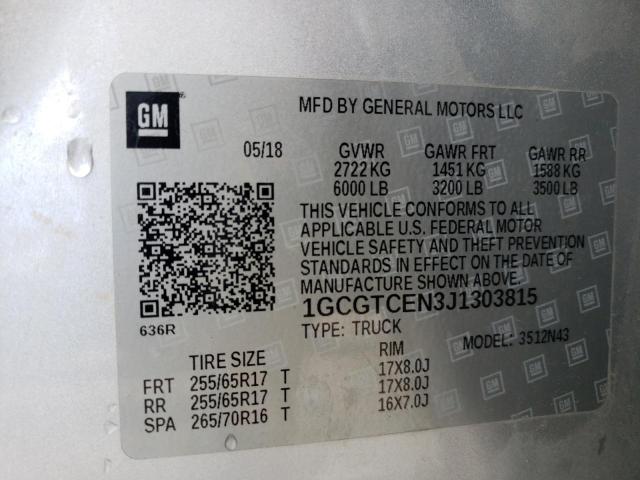 GM
MFD BY GENERAL MOTORS LLC
05/18 GVWR GAWR FRT GAWR RR
2722 KG 1451 KG 1588 KG
6000 LB 3200 LB 3500 LB
THIS VEHICLE CONFORMS TO ALL
APPLICABLE U.S. FEDERAL MOTOR
VEHICLE SAFETY AND THEFT PREVENTION
STANDARDS IN EFFECT ON THE DATE OF
MANUFACTURE SHOWN ABOVE.
1GCGTCEN3J1303815
636R TYPE: TRUCK MODEL: 3512N43
TIRE SIZE RIM
FRT 255/65R17 T 17X8.0J
RR 255/65R17 T 17X8.0J
SPA 265/70R16 T 16X7.0J